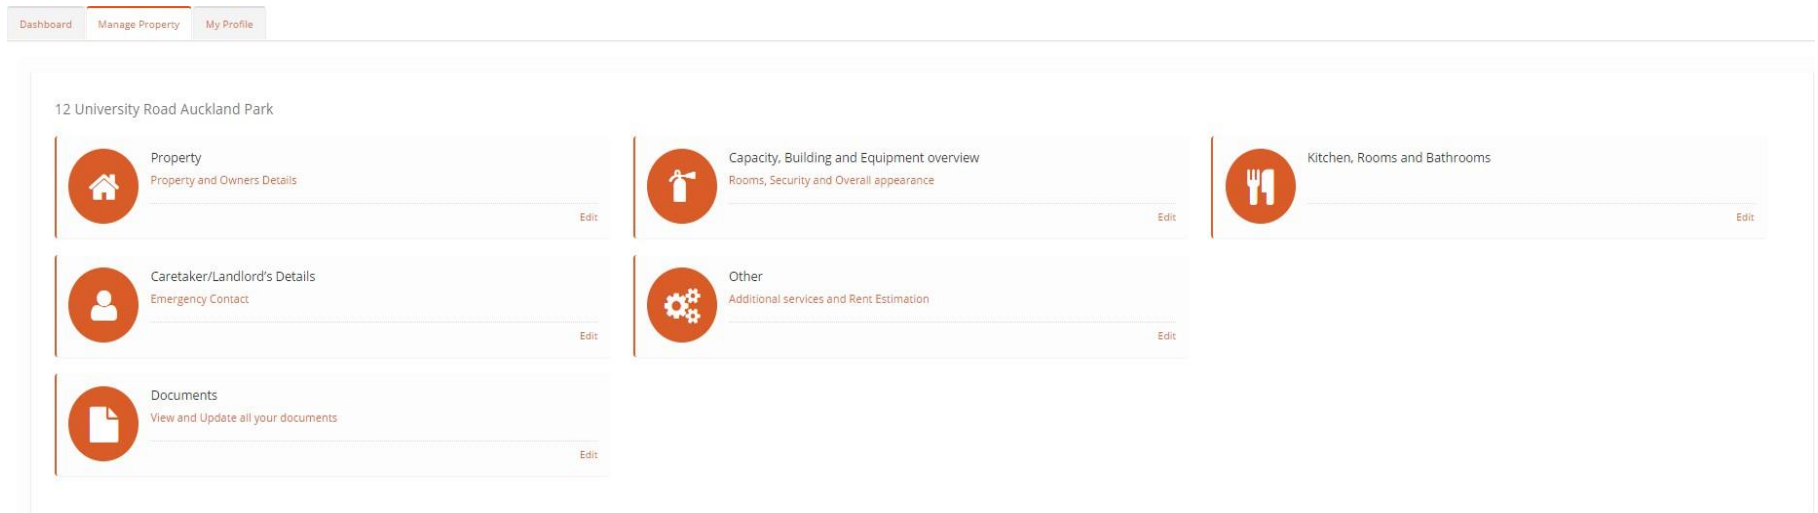 Dashboard
Manage Property
My Profile
12 University Road Auckland Park
Property
Property and Owners Details
Edit
Capacity, Building and Equipment overview
Rooms, Security and Overall appearance
Edit
Kitchen, Rooms and Bathrooms
Edit
Caretaker/Landlord's Details
Emergency Contact
Edit
Other
Additional services and Rent Estimation
Edit
Documents
View and Update all your documents
Edit